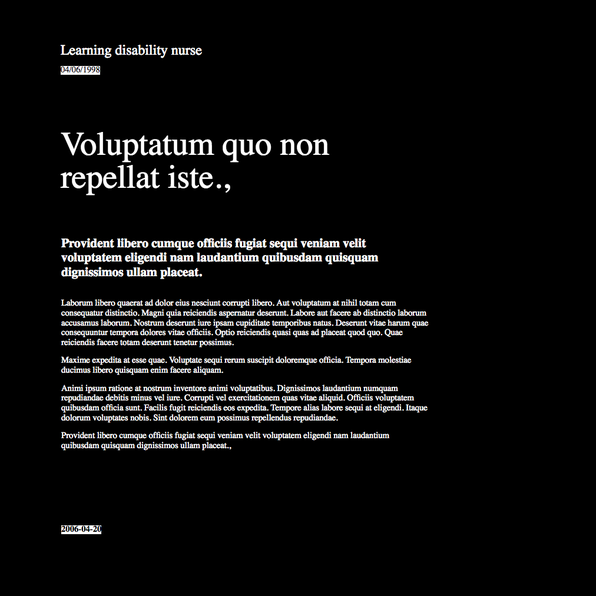 Learning disability nurse
04/06/1998
Voluptatum quo non
repellat iste.,
Provident libero cumque officiis fugiat sequi veniam velit
voluptatem eligendi nam laudantium quibusdam quisquam
dignissimos ullam placeat.
Laborum libero quaerat ad dolor eius nesciunt corrupti libero. Aut voluptatum at nihil totam cum
consequatur distinctio. Magni quia reiciendis aspernatur deserunt. Labore aut facere ab distinctio laborum
accusamus laborum. Nostrum deserunt iure ipsam cupiditate temporibus natus. Deserunt vitae harum quae
consequuntur tempora dolores vitae officiis. Optio reiciendis quasi quas ad placeat quod quo. Quae
reiciendis facere totam deserunt tenetur possimus.
Maxime expedita at esse quae. Voluptate sequi rerum suscipit doloremque officia. Tempora molestiae
ducimus libero quisquam enim facere aliquam.
Animi ipsum ratione at nostrum inventore animi voluptatibus. Dignissimos laudantium numquam
repudiandae debitis minus vel iure. Corrupti vel exercitationem quas vitae aliquid. Officiis voluptatem
quibusdam officia sunt. Facilis fugit reiciendis eos expedita. Tempore alias labore sequi at eligendi. Itaque
dolorum voluptates nobis. Sint dolorem eum possimus repellendus repudiandae.
Provident libero cumque officiis fugiat sequi veniam velit voluptatem eligendi nam laudantium
quibusdam quisquam dignissimos ullam placeat.,
2006-04-20